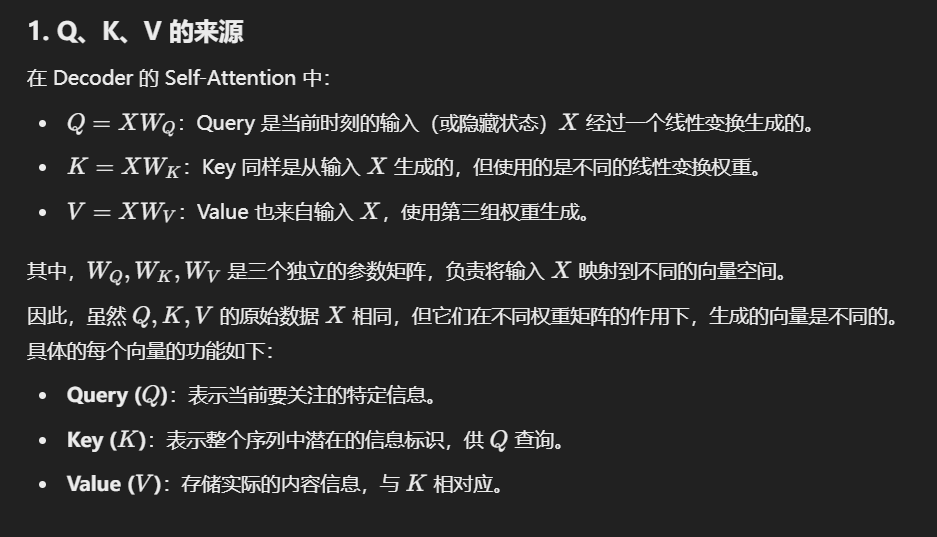 1. Q、K、V 的来源
在 Decoder 的 Self-Attention 中：
• Q = XW_Q：Query 是当前时刻的输入（或隐藏状态）X 经过一个线性变换生成的。
• K = XW_K：Key 同样是从输入 X 生成的，但使用的是不同的线性变换权重。
• V = XW_V：Value 也来自输入 X，使用第三组权重生成。
其中，W_Q, W_K, W_V 是三个独立的参数矩阵，负责将输入 X 映射到不同的向量空间。
因此，虽然 Q, K, V 的原始数据 X 相同，但它们在不同权重矩阵的作用下，生成的向量是不同的。
具体的每个向量的功能如下：
• Query (Q)：表示当前要关注的特定信息。
• Key (K)：表示整个序列中潜在的信息标识，供 Q 查询。
• Value (V)：存储实际的内容信息，与 K 相对应。